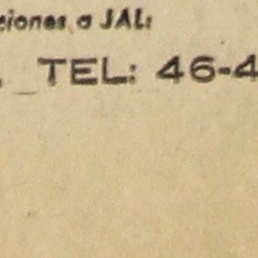 ciones a JAL:
. TEL: 46-4